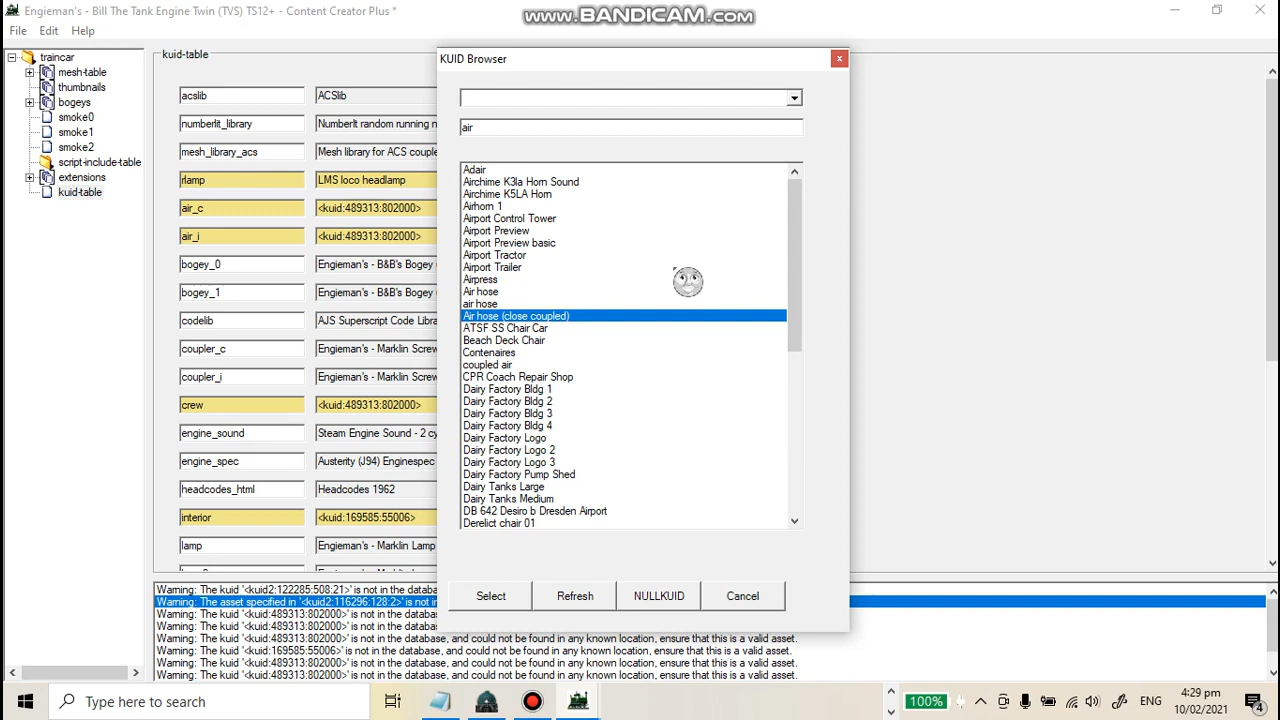 Engieman's - Bill The Tank Engine Twin (TVS) TS12+ - Content Creator Plus *
www.BANDICAM.com
File Edit Help
traincar
mesh-table
thumbnails
bogeys
smoke0
smoke1
smoke2
script-include-table
extensions
kuid-table
kuid-table
acslib ACSlib
numberlit_library NumberIt random running n
mesh_library_acs Mesh library for ACS couple
rlamp LMS loco headlamp
air_c <kuid:489313:802000>
air_i <kuid:489313:802000>
bogey_0 Engieman's - B&B's Bogey
bogey_1 Engieman's - B&B's Bogey
codelib AJS Superscript Code Libra
coupler_c Engieman's - Marklin Screw
coupler_i Engieman's - Marklin Screw
crew <kuid:489313:802000>
engine_sound Steam Engine Sound - 2 cy
engine_spec Austerity (J94) Enginespec
headcodes_html Headcodes 1962
interior <kuid:169585:55006>
lamp Engieman's - Marklin Lamp
KUID Browser
x
air
Adair
Airchime K3la Horn Sound
Airchime K5LA Horn
Airhorn 1
Airport Control Tower
Airport Preview
Airport Preview basic
Airport Tractor
Airport Trailer
Airpress
Air hose
air hose
Air hose (close coupled)
ATSF SS Chair Car
Beach Deck Chair
Contenaires
coupled air
CPR Coach Repair Shop
Dairy Factory Bldg 1
Dairy Factory Bldg 2
Dairy Factory Bldg 3
Dairy Factory Bldg 4
Dairy Factory Logo
Dairy Factory Logo 2
Dairy Factory Logo 3
Dairy Factory Pump Shed
Dairy Tanks Large
Dairy Tanks Medium
DB 642 Desiro b Dresden Airport
Derelict chair 01
Select Refresh NULLKUID Cancel
Warning: The kuid '<kuid2:122285:508:21>' is not in the databa
Warning: The asset specified in '<kuid2:116296:128:2>' is not i
Warning: The kuid '<kuid:489313:802000>' is not in the databa
Warning: The kuid '<kuid:489313:802000>' is not in the databa
Warning: The kuid '<kuid:489313:802000>' is not in the database, and could not be found in any known location, ensure that this is a valid asset.
Warning: The kuid '<kuid:169585:55006>' is not in the database, and could not be found in any known location, ensure that this is a valid asset.
Warning: The kuid '<kuid:489313:802000>' is not in the database, and could not be found in any known location, ensure that this is a valid asset.
Warning: The kuid '<kuid:489313:802000>' is not in the database, and could not be found in any known location, ensure that this is a valid asset.
Type here to search
100%
ENG
4:29 pm
10/02/2021
4